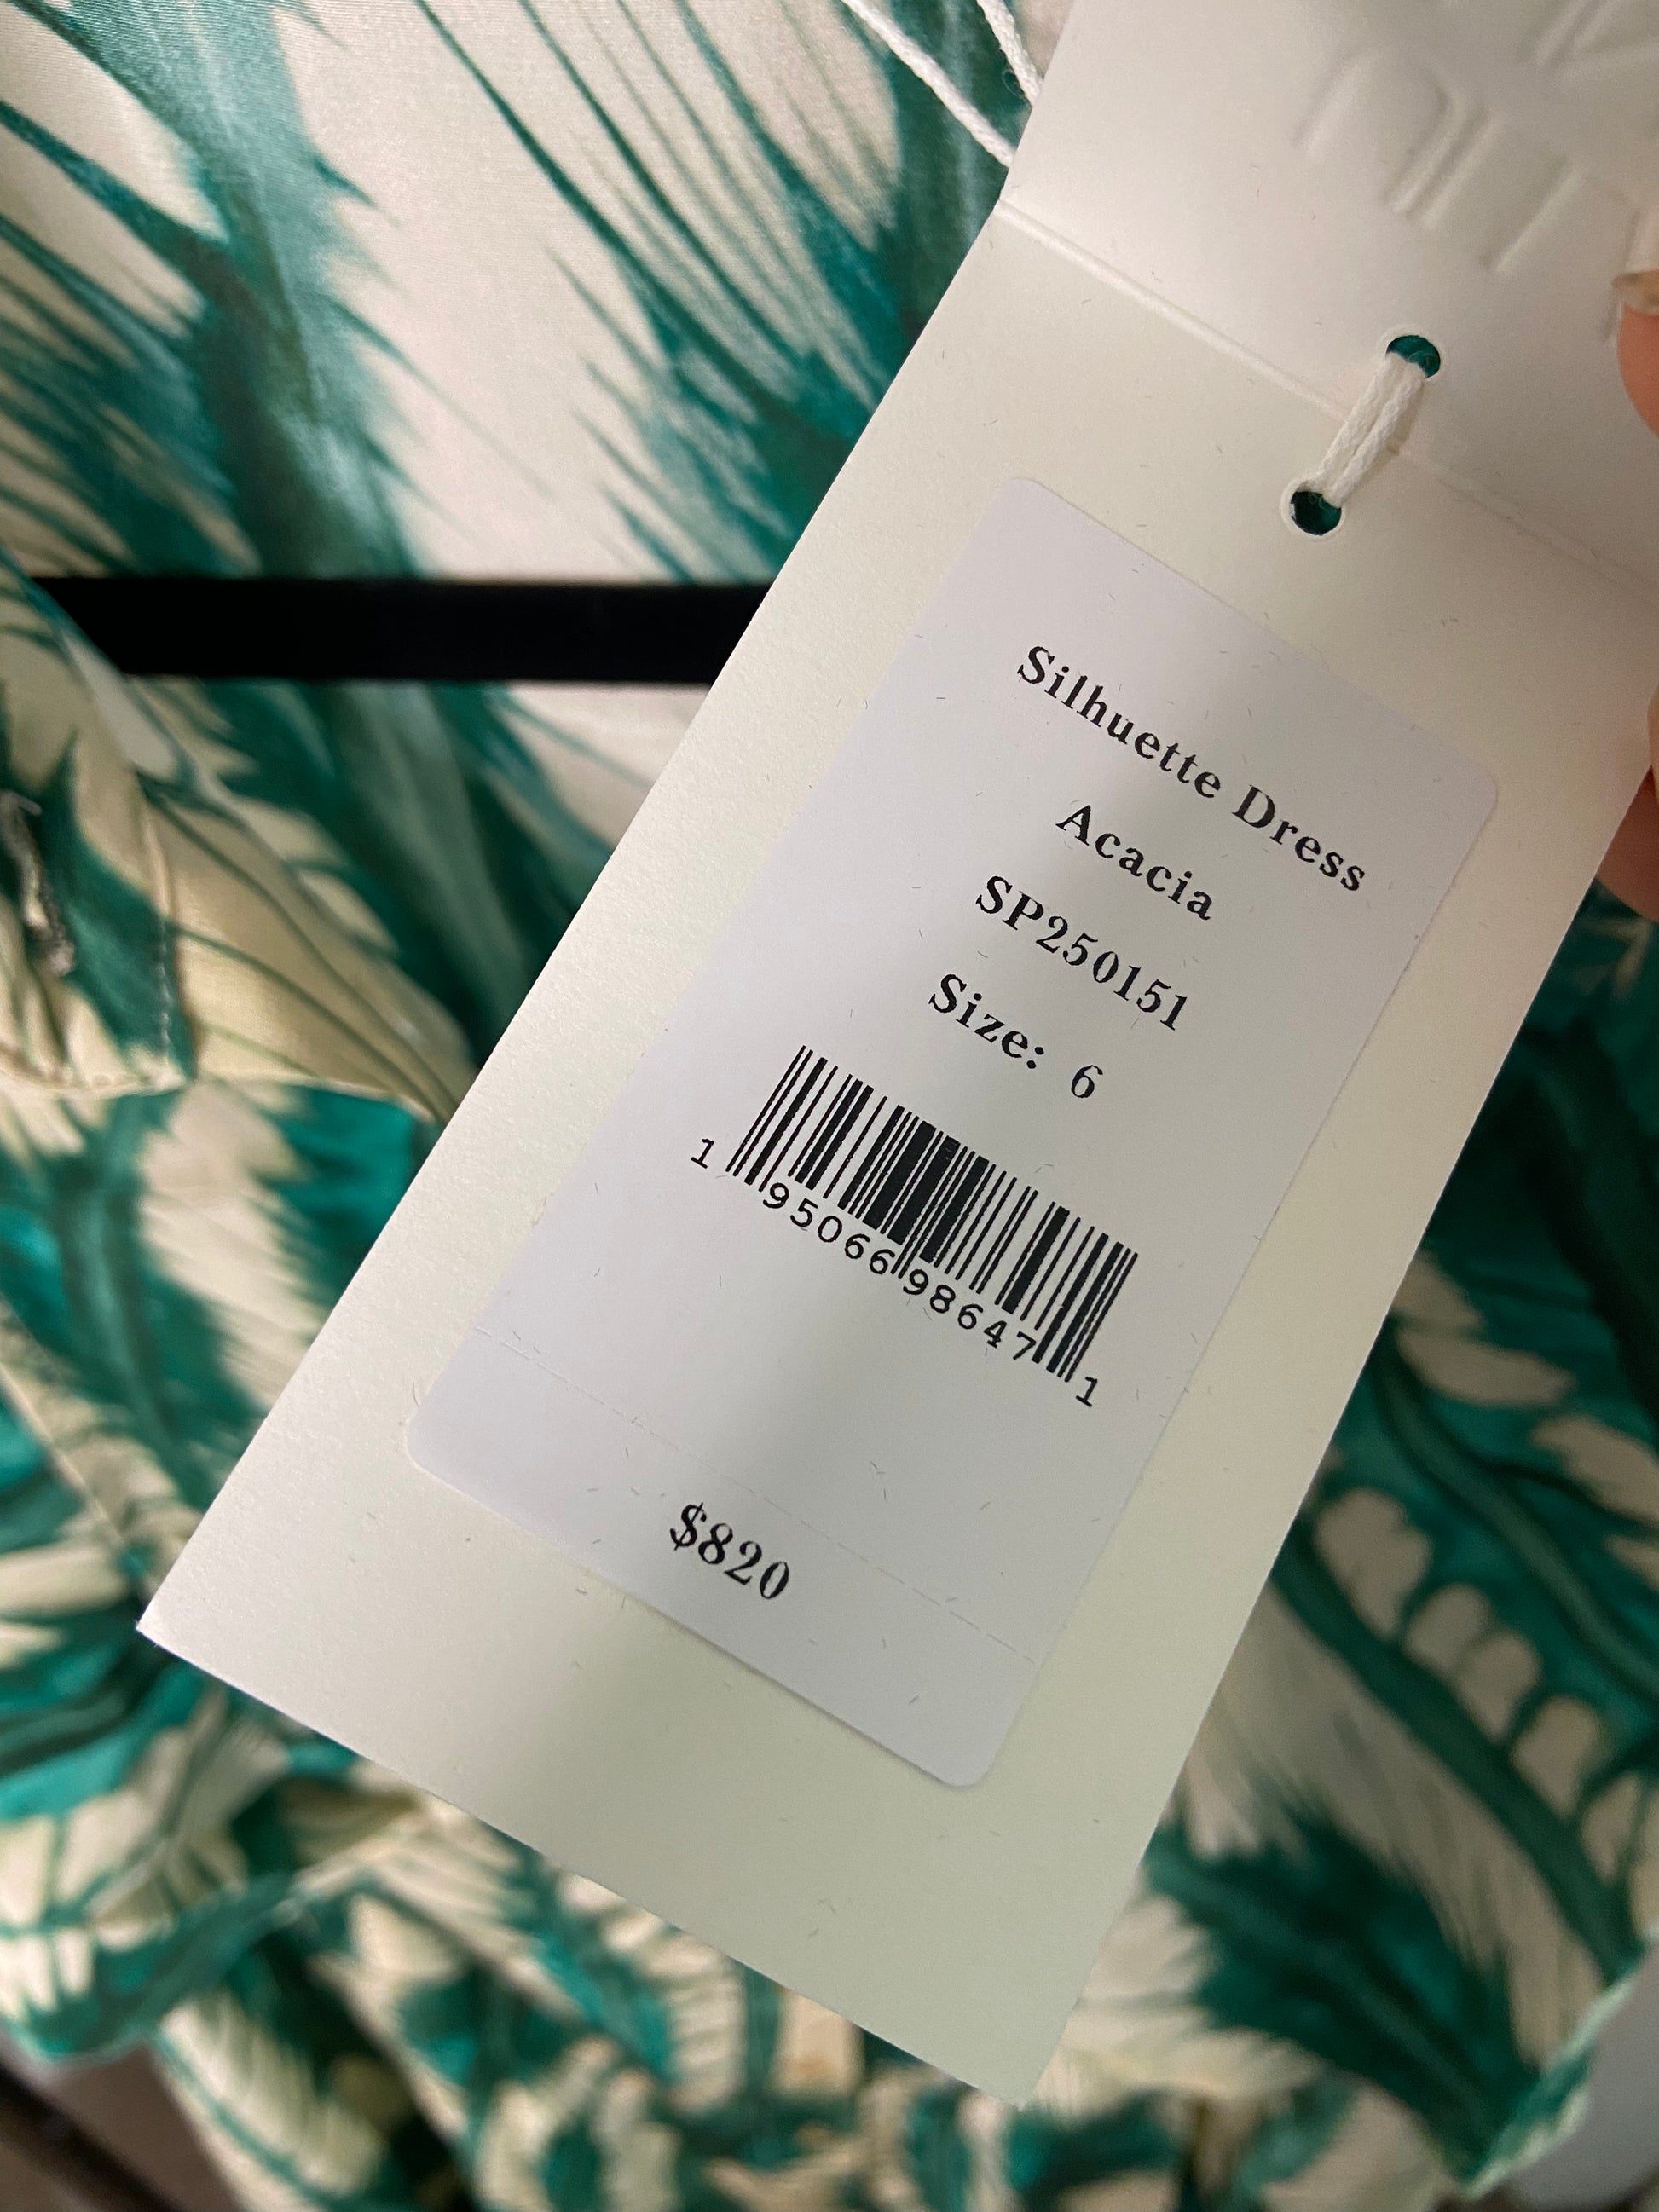 Silhuette Dress
Acacia
SP250151
Size: 6
1 95066 98647 1
$820